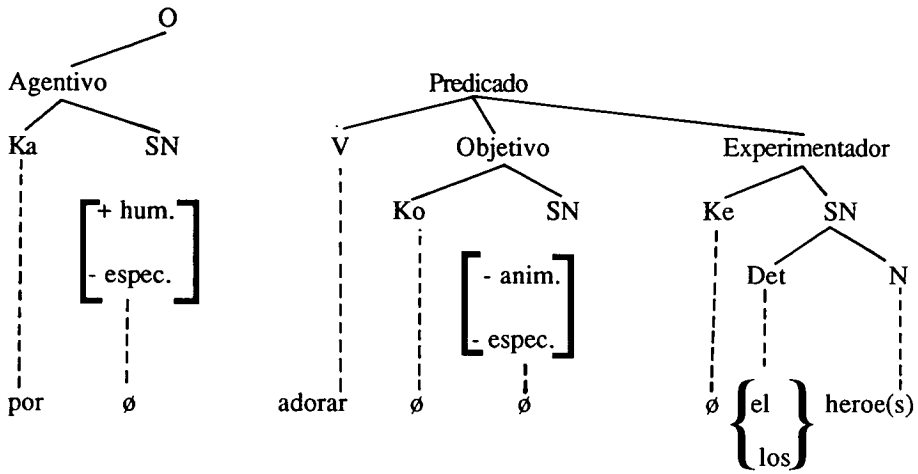 O
Agentivo Predicado
Ka SN V Objetivo Experimentador
+ hum. Ko SN Ke SN
- espec. - anim. Det N
- espec.
por ø adorar ø ø ø el heroe(s)
los